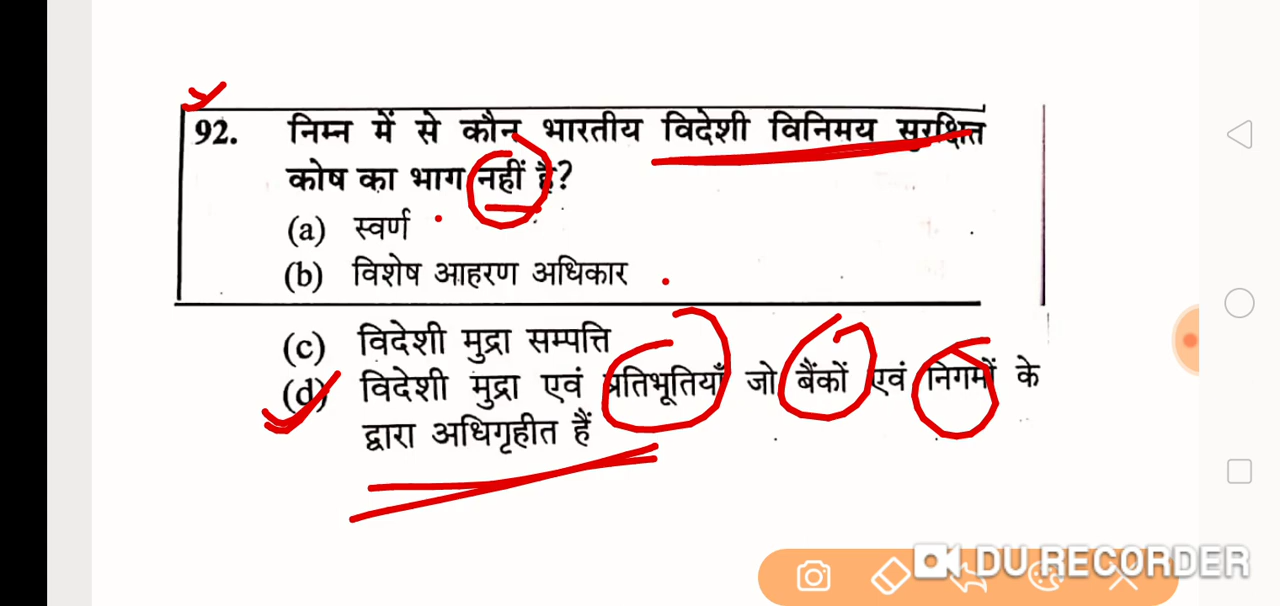 92. निम्न में से कौन भारतीय विदेशी विनिमय सुरक्षित
कोष का भाग नहीं है?
(a) स्वर्ण
(b) विशेष आहरण अधिकार
(c) विदेशी मुद्रा सम्पत्ति
(d) विदेशी मुद्रा एवं प्रतिभूतियाँ जो बैंकों एवं निगमों के
द्वारा अधिगृहीत हैं
DU RECORDER